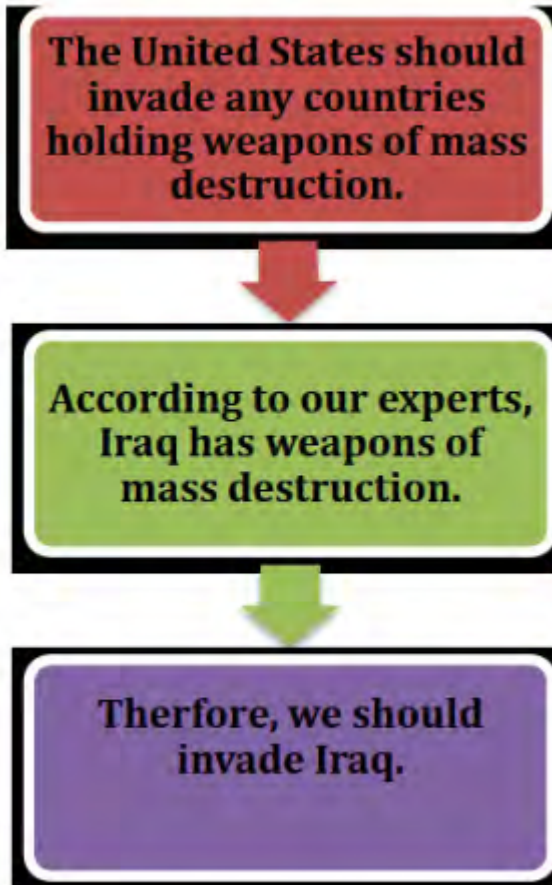 The United States should
invade any countries
holding weapons of mass
destruction.
According to our experts,
Iraq has weapons of
mass destruction.
Therfore, we should
invade Iraq.